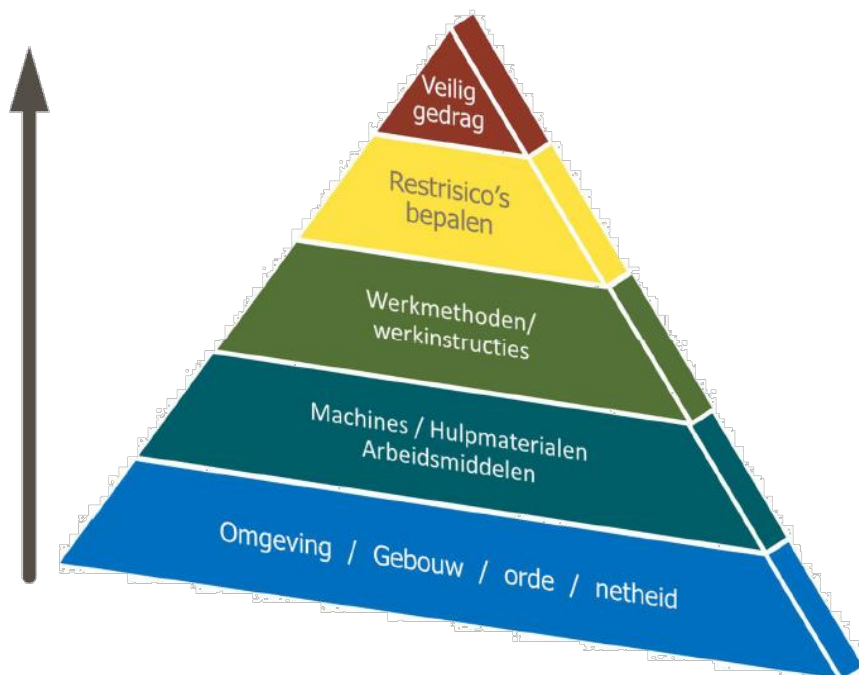 Veilig
gedrag
Restrisico's
bepalen
Werkmethoden/
werkinstructies
Machines / Hulpmaterialen
Arbeidsmiddelen
Omgeving / Gebouw / orde / netheid